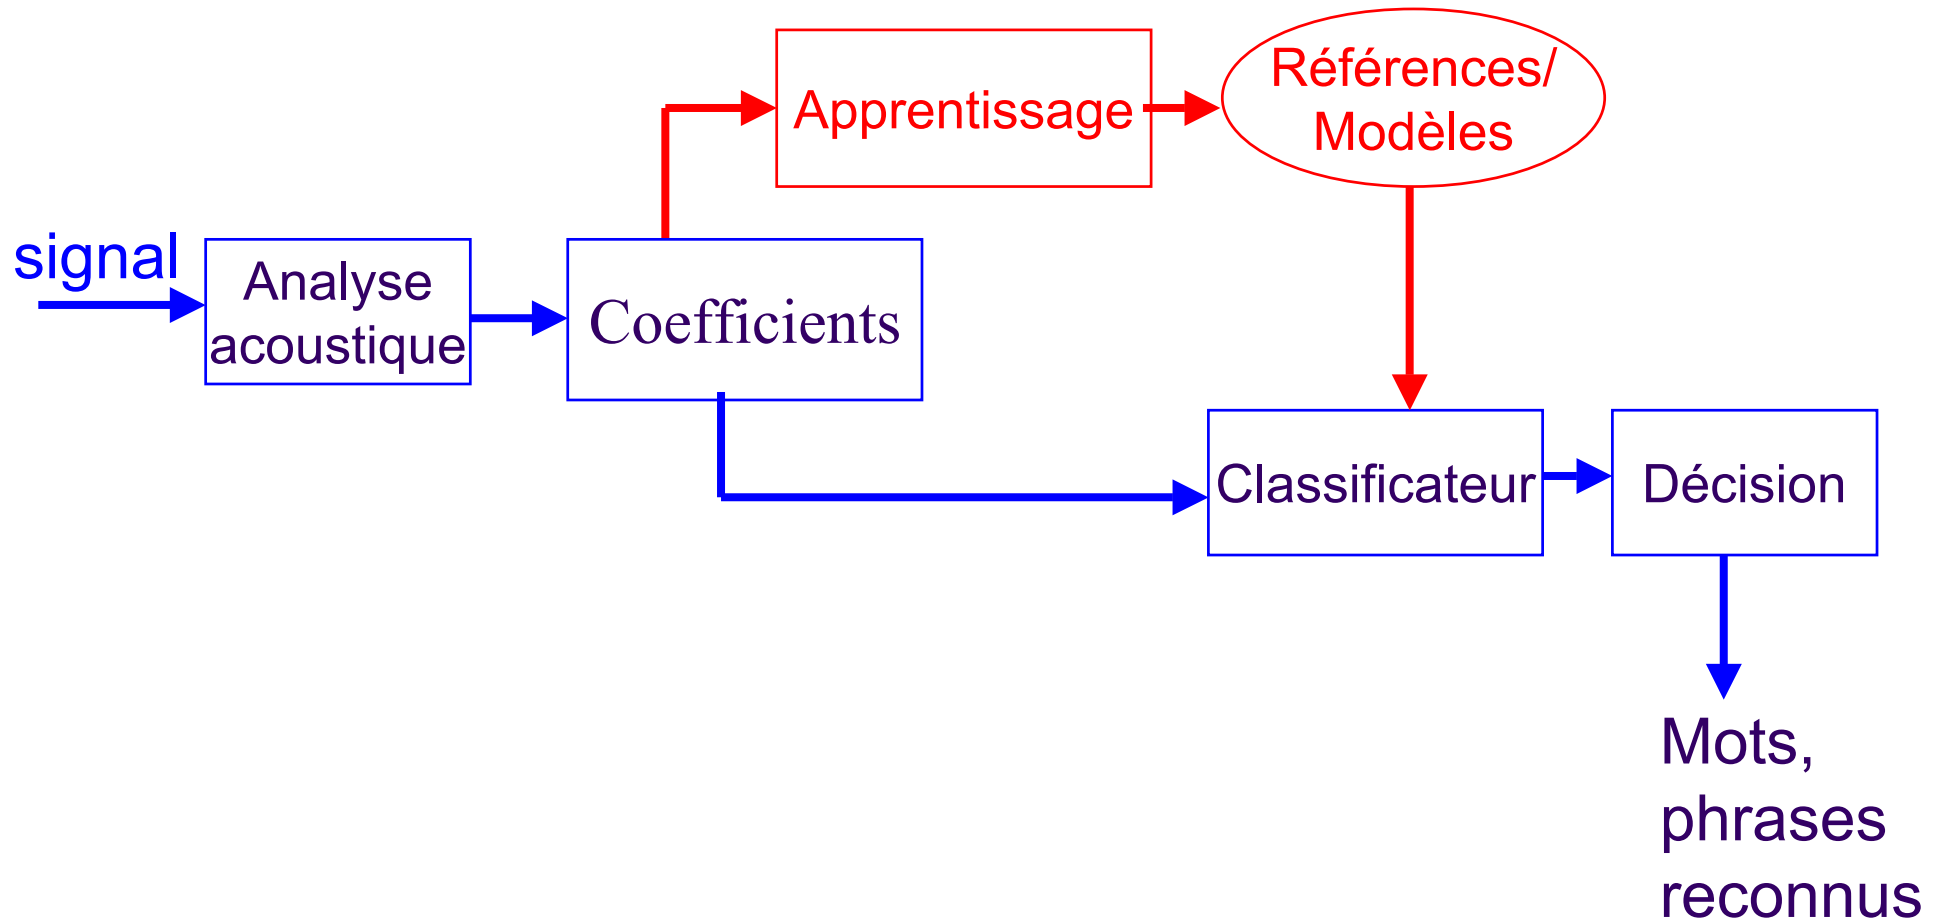 Références/
Modèles
Apprentissage
signal
Analyse
acoustique
Coefficients
Classificateur
Décision
Mots,
phrases
reconnus